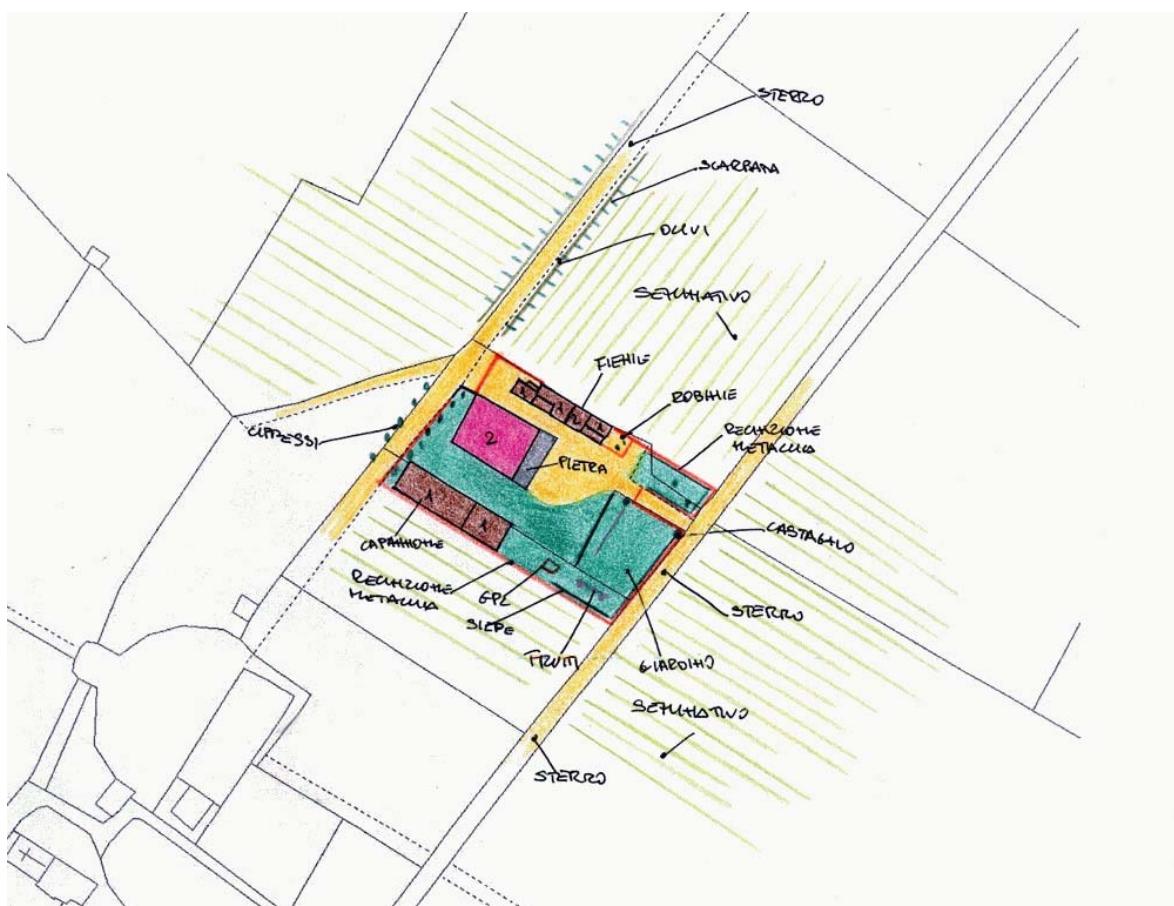 STERRO
SCARPATA
OLIVI
SEMINATIVO
FIENILE
ROBINIE
RECINZIONE
METALLICA
CIPRESSI
2
PIETRA
CASTAGNO
CAPANNONE
RECINZIONE
METALLICA
GPL
SIEPE
STERRO
FRUTTI
GIARDINO
SEMINATIVO
STERRO